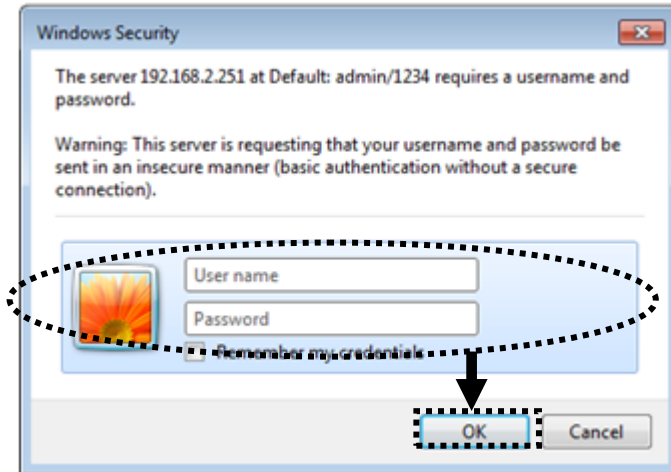 Windows Security
The server 192.168.2.251 at Default: admin/1234 requires a username and
password.
Warning: This server is requesting that your username and password be
sent in an insecure manner (basic authentication without a secure
connection).
User name
Password
Remember my credentials
OK
Cancel